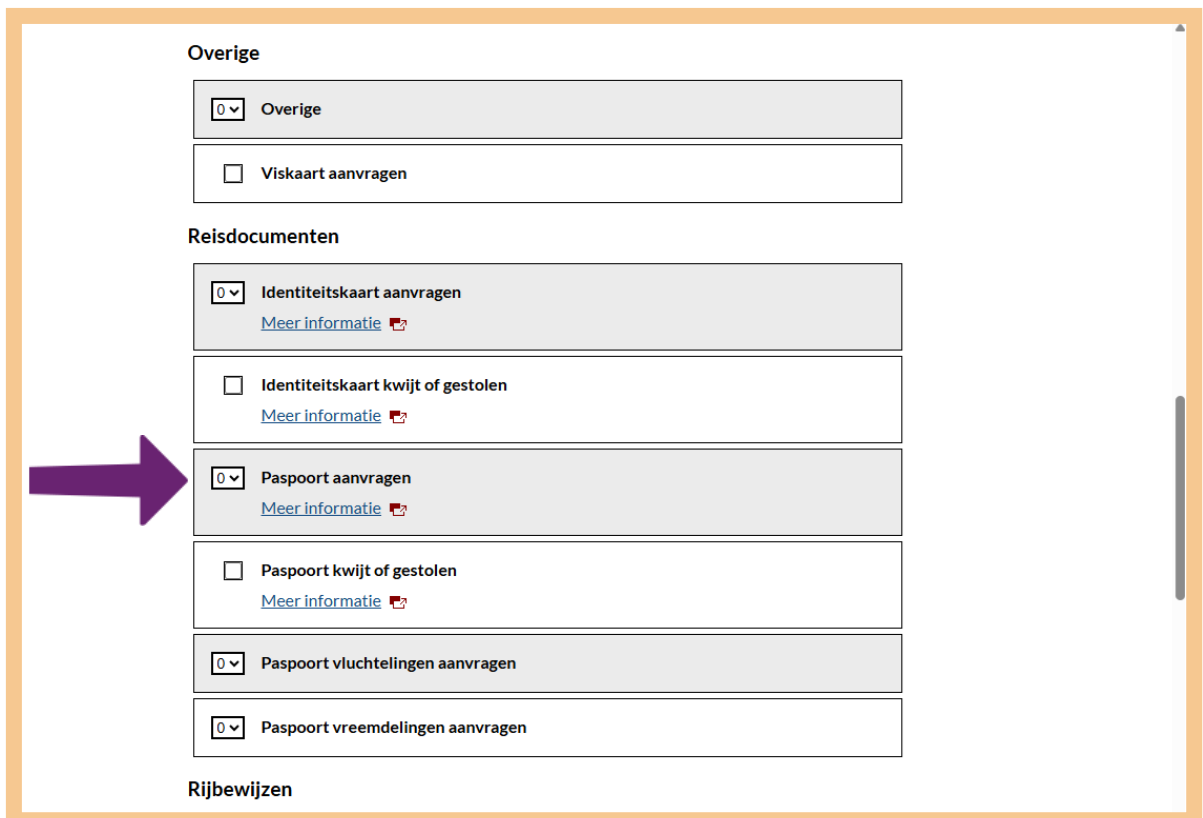 Overige
0 Overige
Viskaart aanvragen
Reisdocumenten
0 Identiteitskaart aanvragen
Meer informatie
Identiteitskaart kwijt of gestolen
Meer informatie
0 Paspoort aanvragen
Meer informatie
Paspoort kwijt of gestolen
Meer informatie
0 Paspoort vluchtelingen aanvragen
0 Paspoort vreemdelingen aanvragen
Rijbewijzen